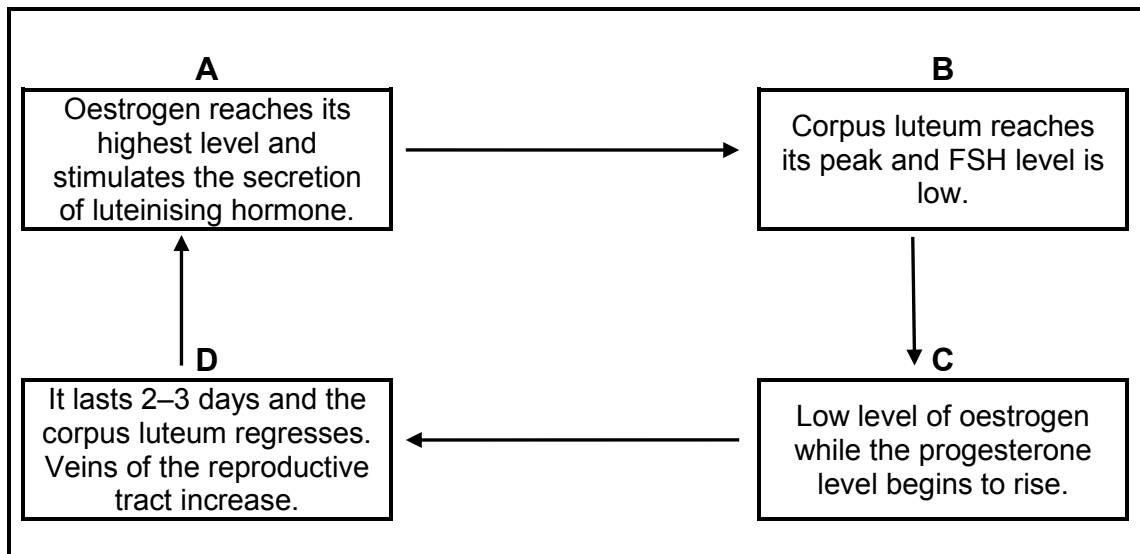 A
Oestrogen reaches its
highest level and
stimulates the secretion
of luteinising hormone.
B
Corpus luteum reaches
its peak and FSH level is
low.
D
It lasts 2–3 days and the
corpus luteum regresses.
Veins of the reproductive
tract increase.
C
Low level of oestrogen
while the progesterone
level begins to rise.